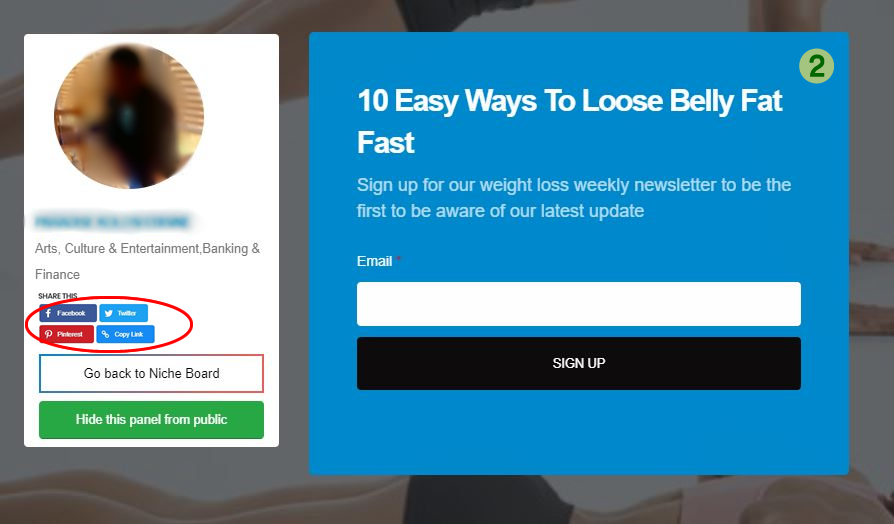 Arts, Culture & Entertainment,Banking &
Finance
SHARE THIS
Facebook Twitter
Pinterest Copy Link
Go back to Niche Board
Hide this panel from public
2
10 Easy Ways To Loose Belly Fat
Fast
Sign up for our weight loss weekly newsletter to be the
first to be aware of our latest update
Email *
SIGN UP